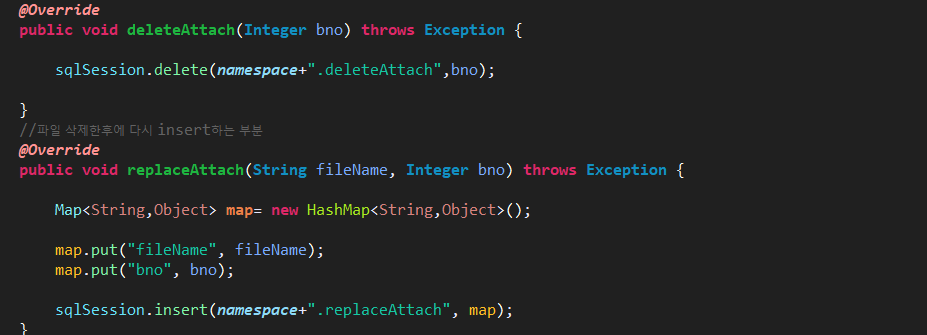 @Override
public void deleteAttach(Integer bno) throws Exception {
sqlSession.delete(namespace+".deleteAttach",bno);
}
//파일 삭제한후에 다시 insert하는 부분
@Override
public void replaceAttach(String fileName, Integer bno) throws Exception {
Map<String,Object> map= new HashMap<String,Object>();
map.put("fileName", fileName);
map.put("bno", bno);
sqlSession.insert(namespace+".replaceAttach", map);
}